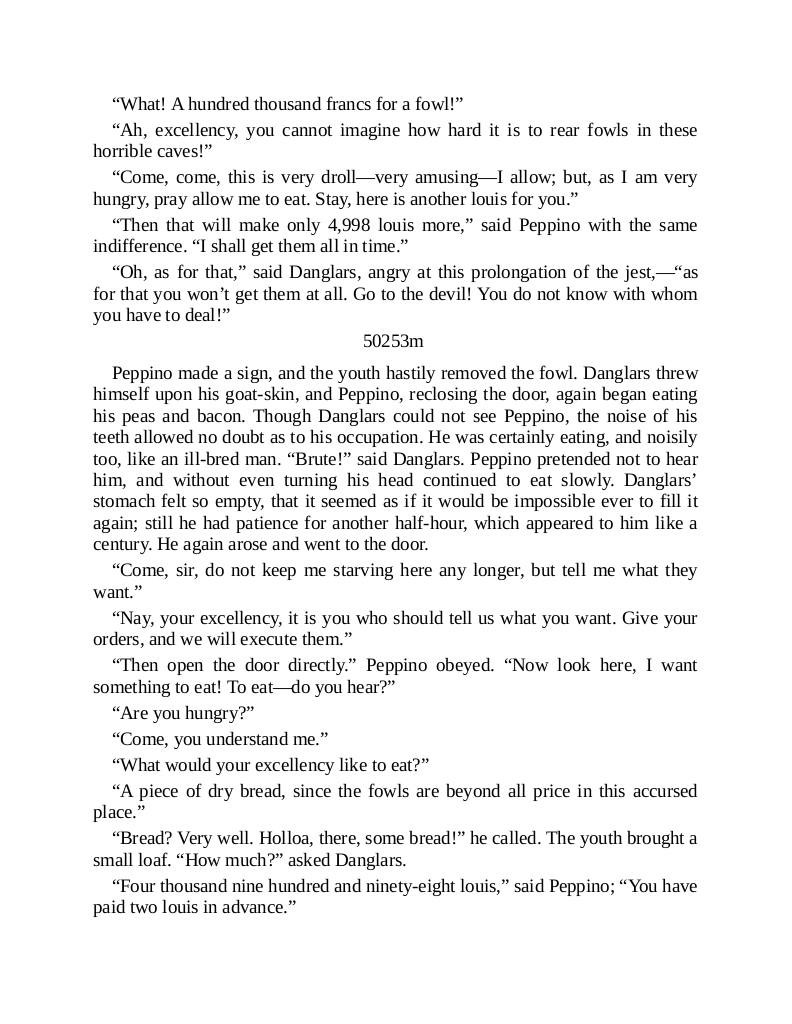 “What! A hundred thousand francs for a fowl!”
“Ah, excellency, you cannot imagine how hard it is to rear fowls in these
horrible caves!”
“Come, come, this is very droll—very amusing—I allow; but, as I am very
hungry, pray allow me to eat. Stay, here is another louis for you.”
“Then that will make only 4,998 louis more,” said Peppino with the same
indifference. “I shall get them all in time.”
“Oh, as for that,” said Danglars, angry at this prolongation of the jest,—“as
for that you won’t get them at all. Go to the devil! You do not know with whom
you have to deal!”
50253m
Peppino made a sign, and the youth hastily removed the fowl. Danglars threw
himself upon his goat-skin, and Peppino, reclosing the door, again began eating
his peas and bacon. Though Danglars could not see Peppino, the noise of his
teeth allowed no doubt as to his occupation. He was certainly eating, and noisily
too, like an ill-bred man. “Brute!” said Danglars. Peppino pretended not to hear
him, and without even turning his head continued to eat slowly. Danglars’
stomach felt so empty, that it seemed as if it would be impossible ever to fill it
again; still he had patience for another half-hour, which appeared to him like a
century. He again arose and went to the door.
“Come, sir, do not keep me starving here any longer, but tell me what they
want.”
“Nay, your excellency, it is you who should tell us what you want. Give your
orders, and we will execute them.”
“Then open the door directly.” Peppino obeyed. “Now look here, I want
something to eat! To eat—do you hear?”
“Are you hungry?”
“Come, you understand me.”
“What would your excellency like to eat?”
“A piece of dry bread, since the fowls are beyond all price in this accursed
place.”
“Bread? Very well. Holloa, there, some bread!” he called. The youth brought a
small loaf. “How much?” asked Danglars.
“Four thousand nine hundred and ninety-eight louis,” said Peppino; “You have
paid two louis in advance.”